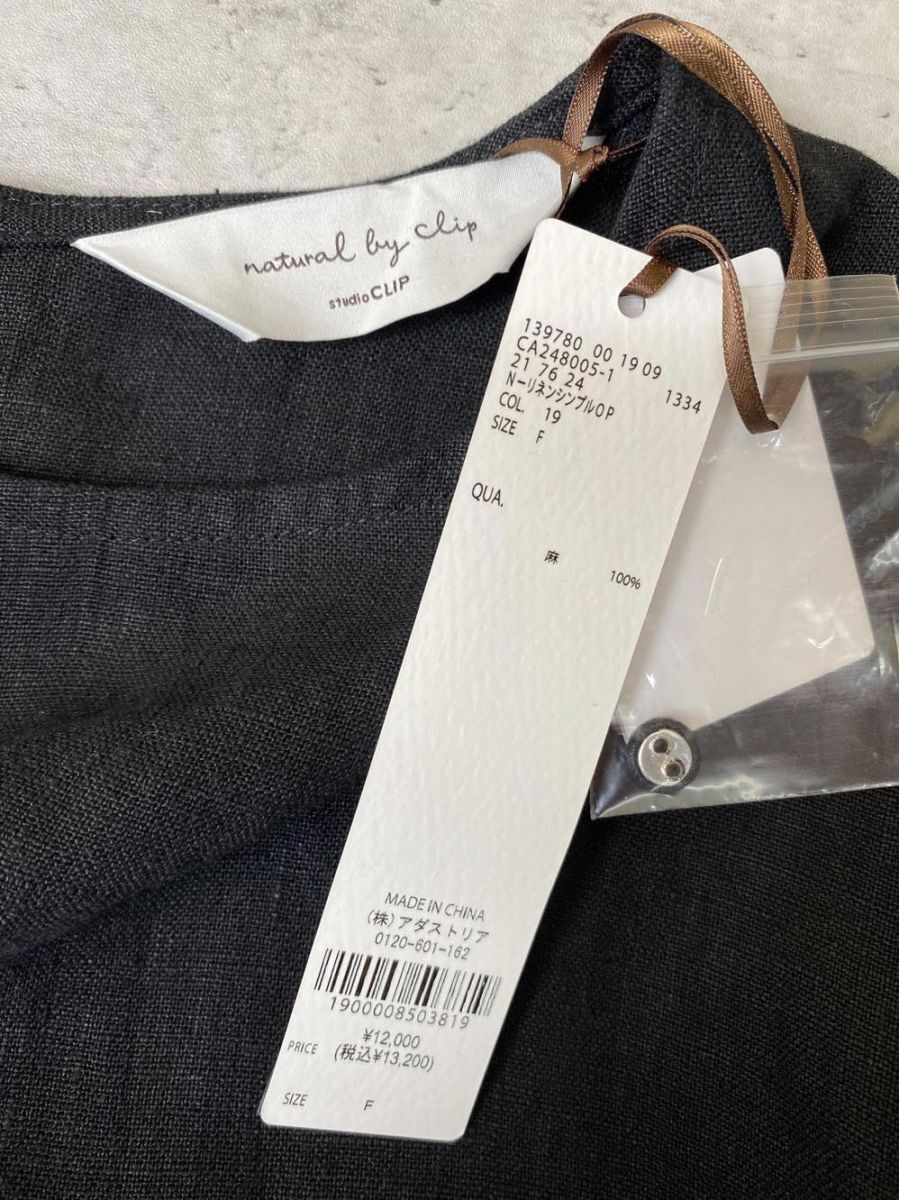 natural by clip
studio CLIP
139780 00 19 09
CA248005-1 1334
21 76 24
NーリネンシンプルOP
COL. 19
SIZE F
QUA.
麻 100%
MADE IN CHINA
(株)アダストリア
0120-601-162
1900008503819
¥12,000
PRICE (税込¥13,200)
SIZE F